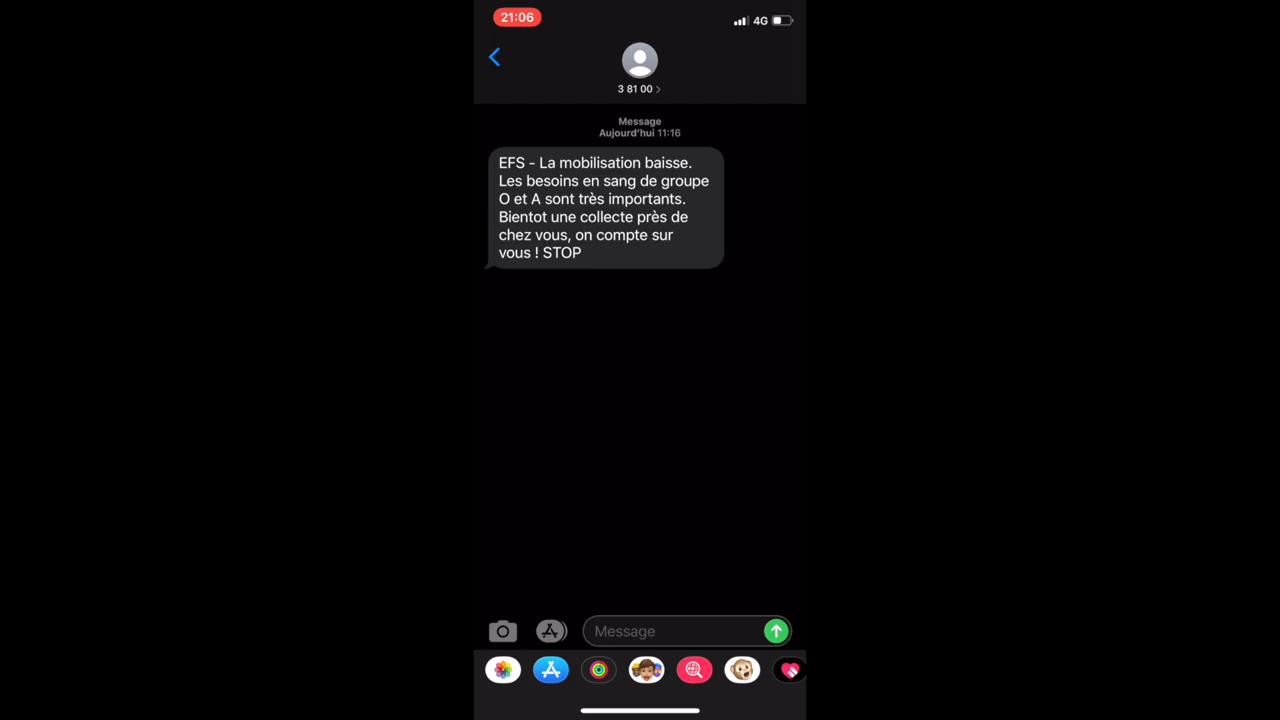 21:06
4G
3 81 00
Message
Aujourd'hui 11:16
EFS - La mobilisation baisse.
Les besoins en sang de groupe
O et A sont très importants.
Bientot une collecte près de
chez vous, on compte sur
vous ! STOP
Message